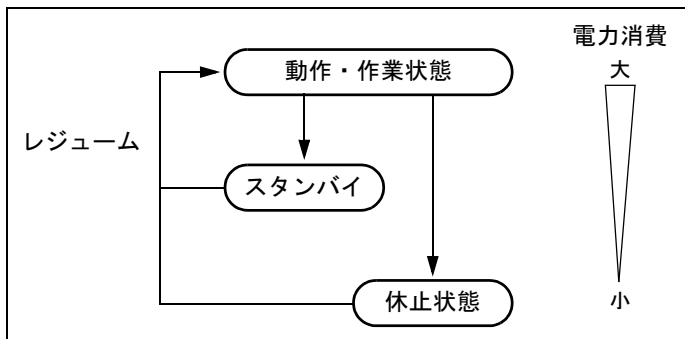 電力消費
動作・作業状態
大
レジューム
スタンバイ
休止状態
小